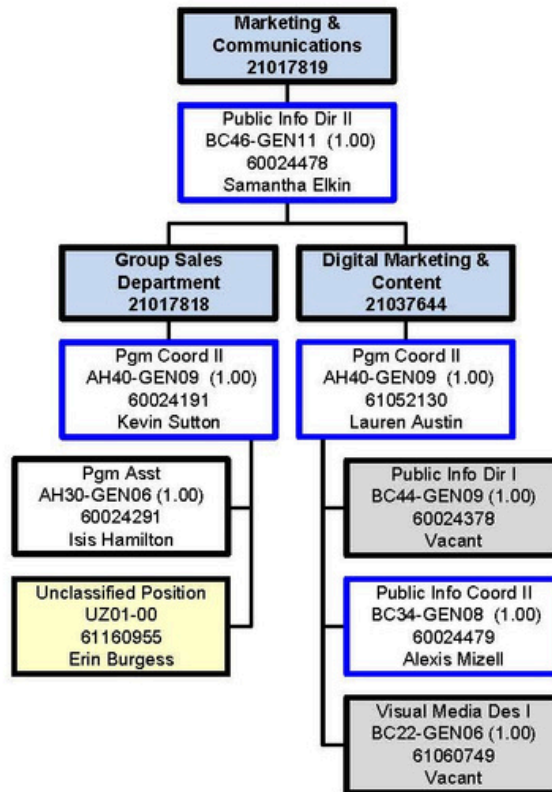 Marketing &
Communications
21017819
Public Info Dir II
BC46-GEN11 (1.00)
60024478
Samantha Elkin
Group Sales
Department
21017818
Digital Marketing &
Content
21037644
Pgm Coord II
AH40-GEN09 (1.00)
60024191
Kevin Sutton
Pgm Coord II
AH40-GEN09 (1.00)
61052130
Lauren Austin
Pgm Asst
AH30-GEN06 (1.00)
60024291
Isis Hamilton
Public Info Dir I
BC44-GEN09 (1.00)
60024378
Vacant
Unclassified Position
UZ01-00
61160955
Erin Burgess
Public Info Coord II
BC34-GEN08 (1.00)
60024479
Alexis Mizell
Visual Media Des I
BC22-GEN06 (1.00)
61060749
Vacant